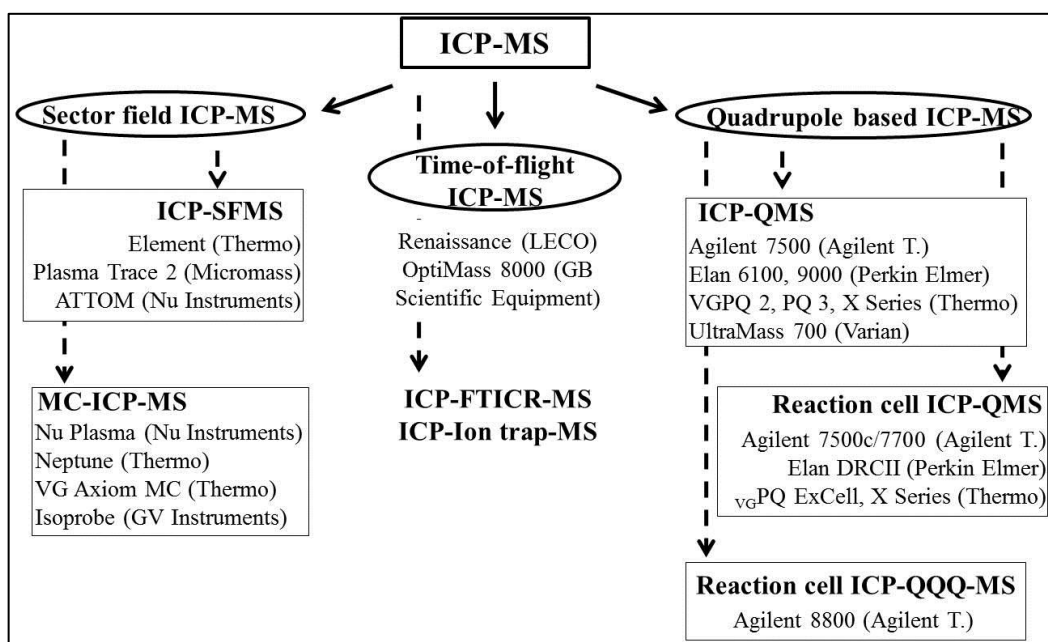 ICP-MS
Sector field ICP-MS
Time-of-flight
ICP-MS
Quadrupole based ICP-MS
ICP-SFMS
Element (Thermo)
Plasma Trace 2 (Micromass)
ATTOM (Nu Instruments)
MC-ICP-MS
Nu Plasma (Nu Instruments)
Neptune (Thermo)
VG Axiom MC (Thermo)
Isoprobe (GV Instruments)
Renaissance (LECO)
OptiMass 8000 (GB
Scientific Equipment)
ICP-FTICR-MS
ICP-Ion trap-MS
ICP-QMS
Agilent 7500 (Agilent T.)
Elan 6100, 9000 (Perkin Elmer)
VGPQ 2, PQ 3, X Series (Thermo)
UltraMass 700 (Varian)
Reaction cell ICP-QMS
Agilent 7500c/7700 (Agilent T.)
Elan DRCII (Perkin Elmer)
VGPQ ExCell, X Series (Thermo)
Reaction cell ICP-QQQ-MS
Agilent 8800 (Agilent T.)